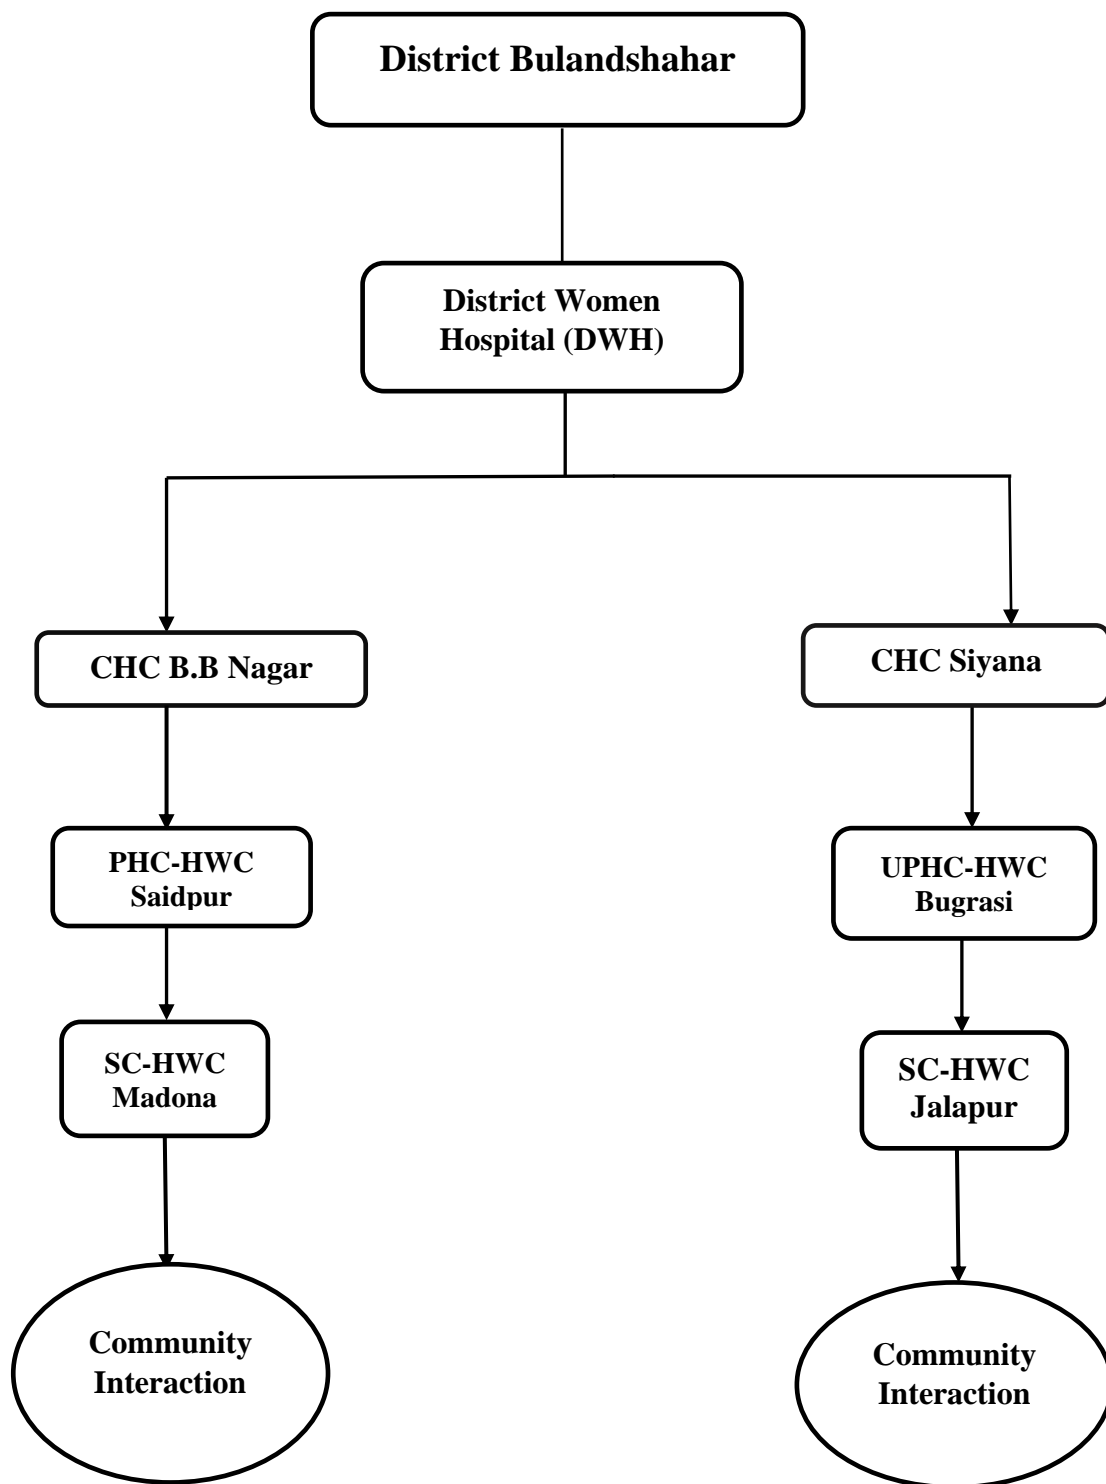 District Bulandshahar
District Women
Hospital (DWH)
CHC B.B Nagar
CHC Siyana
PHC-HWC
Saidpur
UPHC-HWC
Bugrasi
SC-HWC
Madona
SC-HWC
Jalapur
Community
Interaction
Community
Interaction